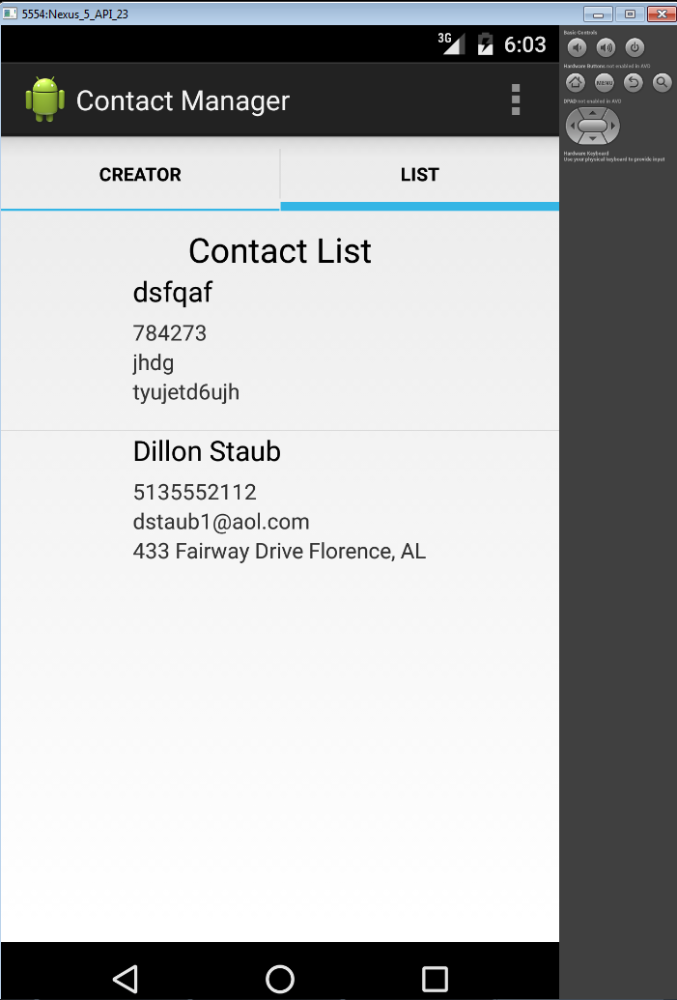 5554:Nexus_5_API_23
3G 6:03
Contact Manager
CREATOR LIST
Contact List
dsfqaf
784273
jhdg
tyujetd6ujh
Dillon Staub
5135552112
dstaub1@aol.com
433 Fairway Drive Florence, AL
Basic Controls
Hardware Buttons not enabled in AVD
MENU
DPAD not enabled in AVD
Hardware Keyboard
Use your physical keyboard to provide input